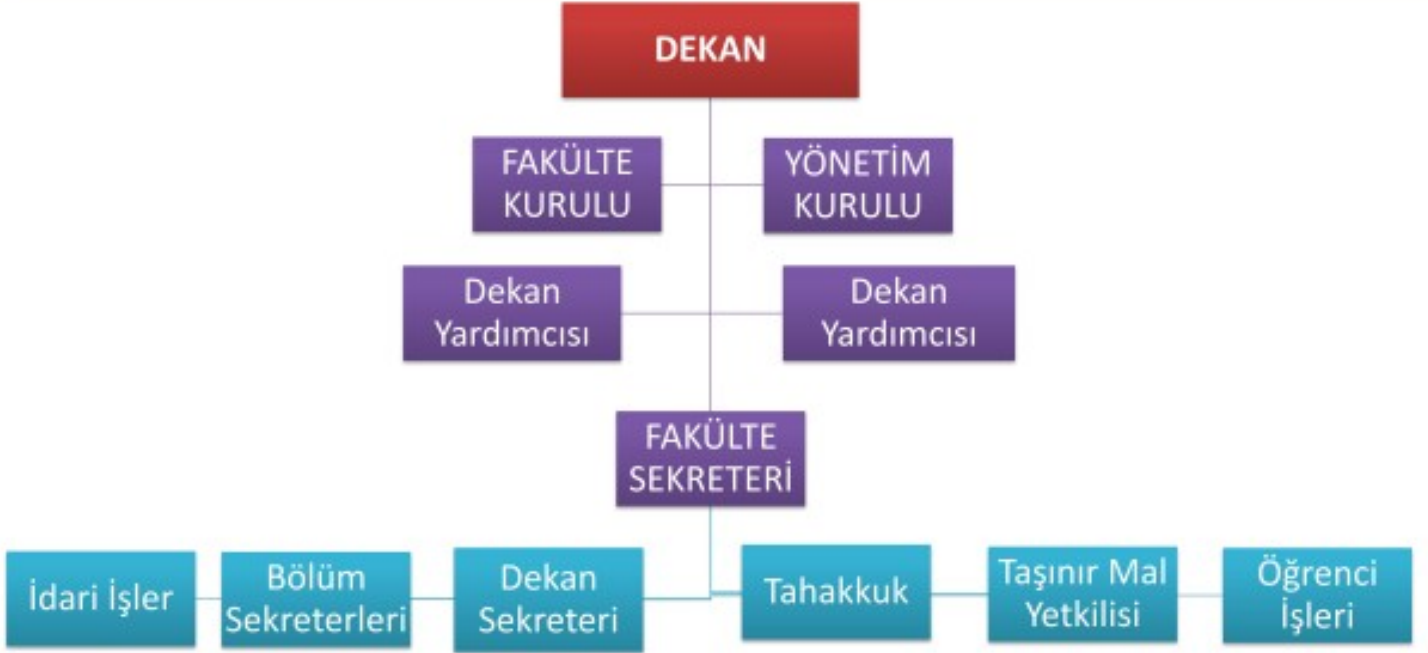 DEKAN
FAKÜLTE
KURULU
YÖNETİM
KURULU
Dekan
Yardımcısı
Dekan
Yardımcısı
FAKÜLTE
SEKRETERİ
İdari İşler
Bölüm
Sekreterleri
Dekan
Sekreteri
Tahakkuk
Taşınır Mal
Yetkilisi
Öğrenci
İşleri